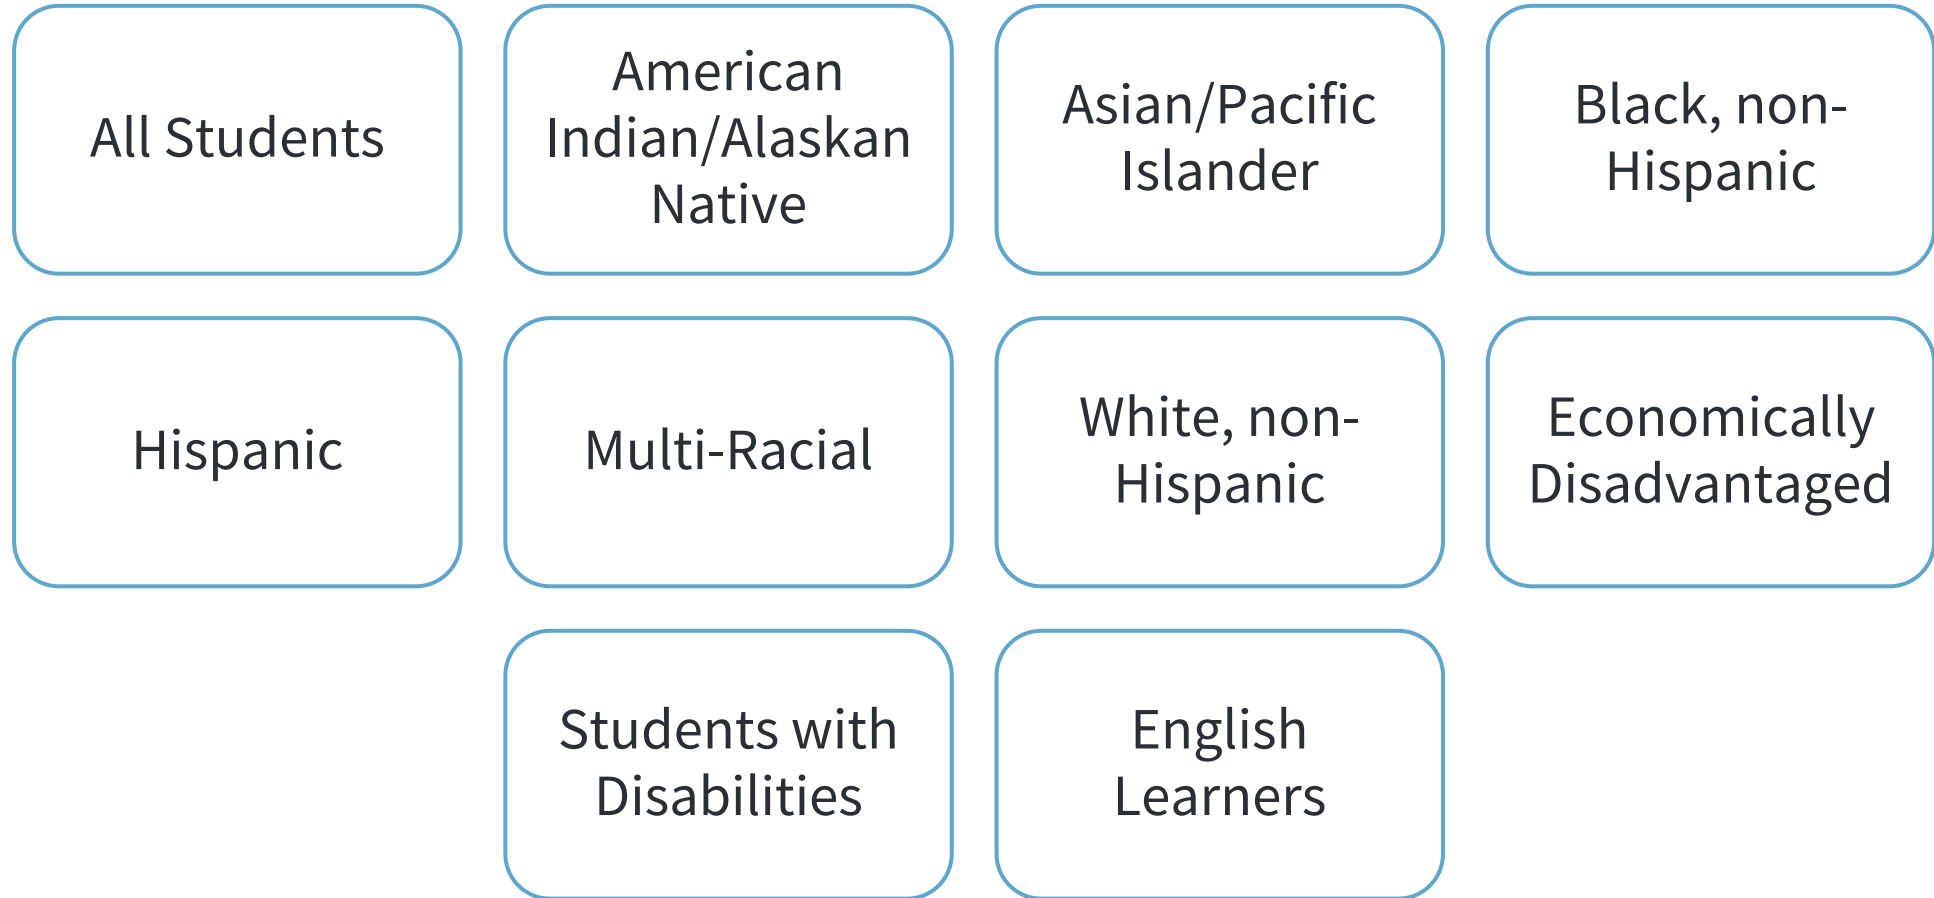 All Students
American
Indian/Alaskan
Native
Asian/Pacific
Islander
Black, non-
Hispanic
Hispanic
Multi-Racial
White, non-
Hispanic
Economically
Disadvantaged
Students with
Disabilities
English
Learners